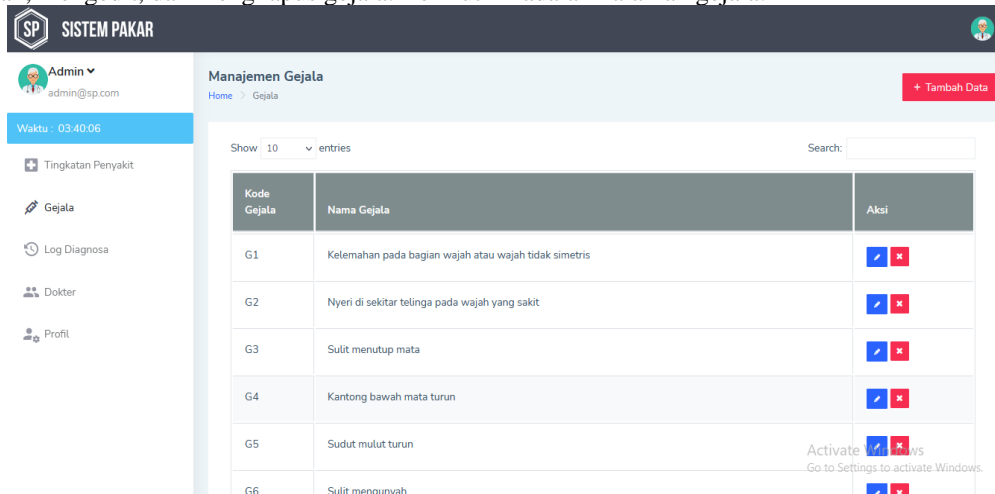 SP SISTEM PAKAR
Admin
admin@sp.com
Waktu : 03:40:06
Tingkatan Penyakit
Gejala
Log Diagnosa
Dokter
Profil
Manajemen Gejala
Home > Gejala
+ Tambah Data
Show 10 entries
Search:
Kode Gejala
Nama Gejala
Aksi
G1 Kelemahan pada bagian wajah atau wajah tidak simetris
G2 Nyeri di sekitar telinga pada wajah yang sakit
G3 Sulit menutup mata
G4 Kantong bawah mata turun
G5 Sudut mulut turun
G6 Sulit mengunyah
Activate Windows
Go to Settings to activate Windows.